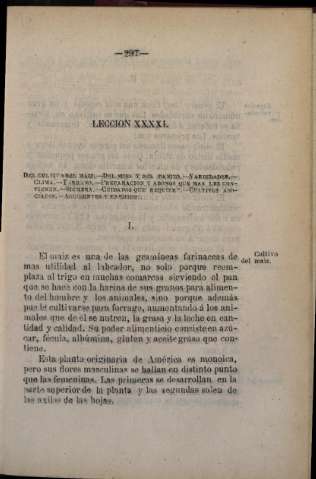 —297—
LECCION XXXXI.
DEL CULTIVO DEL MAIZ.—DEL MIJO Y DEL PANIZO.—VARIEDADES.—
CLIMA.—TERRENO.—PREPARACION Y ABONOS QUE MAS LES CON-
VIENEN.—SIEMBRA.—CUIDADOS QUE REQUIEREN.—CULTIVOS ASO-
CIADOS.—ACCIDENTES Y
I.
El maiz es una de las gramíneas farinaceas de
mas utilidad al labrador, no solo porque reem-
plaza al trigo en muchas comarcas sirviendo el pan
que se hace con la harina de sus granos para alimen-
to del hombre y los animales, sino porque además
pue le cultivarse para forrage, aumentando á los ani-
males que de él se nutren, la grasa y la leche en can-
tidad y calidad. Su poder alimenticio consiste en azú-
car, fécula, albúmina, gluten y aceite graso que con-
tiene.
Cultivo
del maiz.
Esta planta originaria de América es monoica,
pero sus flores masculinas se hallan en distinto punto
que las femeninas. Las primeras se desarrollan en la
parte superior de la planta y las segundas salen de
las axilas de las hojas.